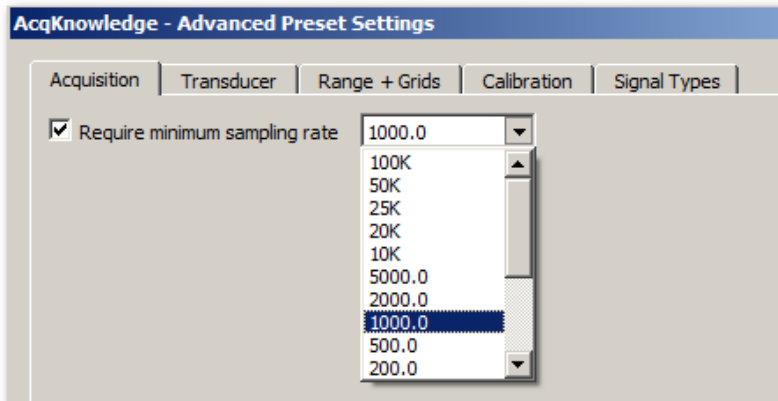 AcqKnowledge - Advanced Preset Settings
Acquisition Transducer Range + Grids Calibration Signal Types
Require minimum sampling rate 1000.0
100K
50K
25K
20K
10K
5000.0
2000.0
1000.0
500.0
200.0